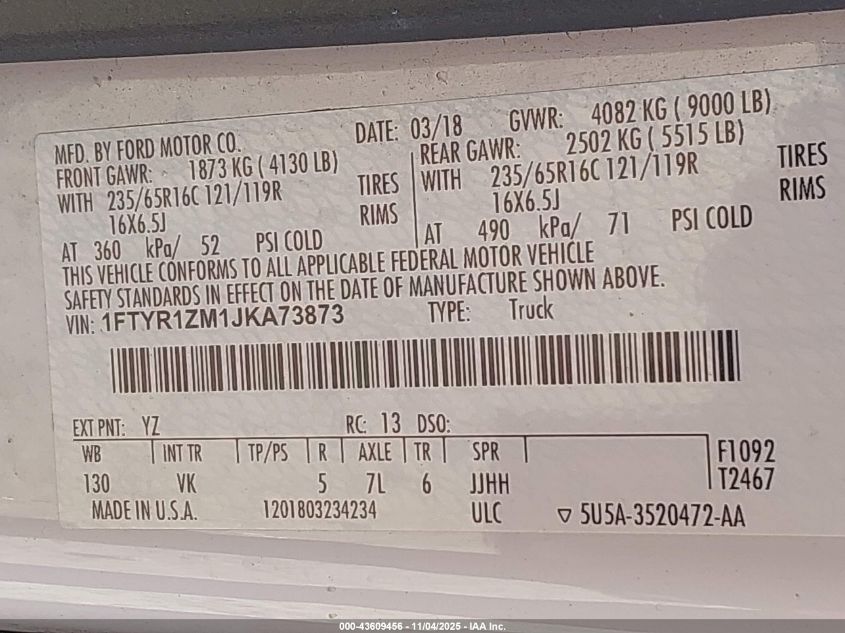 MFD. BY FORD MOTOR CO. DATE: 03/18 GVWR: 4082 KG ( 9000 LB)
FRONT GAWR: 1873 KG ( 4130 LB) REAR GAWR: 2502 KG ( 5515 LB)
WITH 235/65R16C 121/119R TIRES WITH 235/65R16C 121/119R TIRES
16X6.5J RIMS 16X6.5J RIMS
AT 360 kPa/ 52 PSI COLD AT 490 kPa/ 71 PSI COLD
THIS VEHICLE CONFORMS TO ALL APPLICABLE FEDERAL MOTOR VEHICLE
SAFETY STANDARDS IN EFFECT ON THE DATE OF MANUFACTURE SHOWN ABOVE.
VIN: 1FTYR1ZM1JKA73873 TYPE: Truck
EXT PNT: YZ RC: 13 DSO:
WB INT TR TP/PS R AXLE TR SPR F1092
130 VK 5 7L 6 JJHH T2467
MADE IN U.S.A. 1201803234234 ULC ▽ 5U5A-3520472-AA
000-43609456 - 11/04/2025 - IAA Inc.